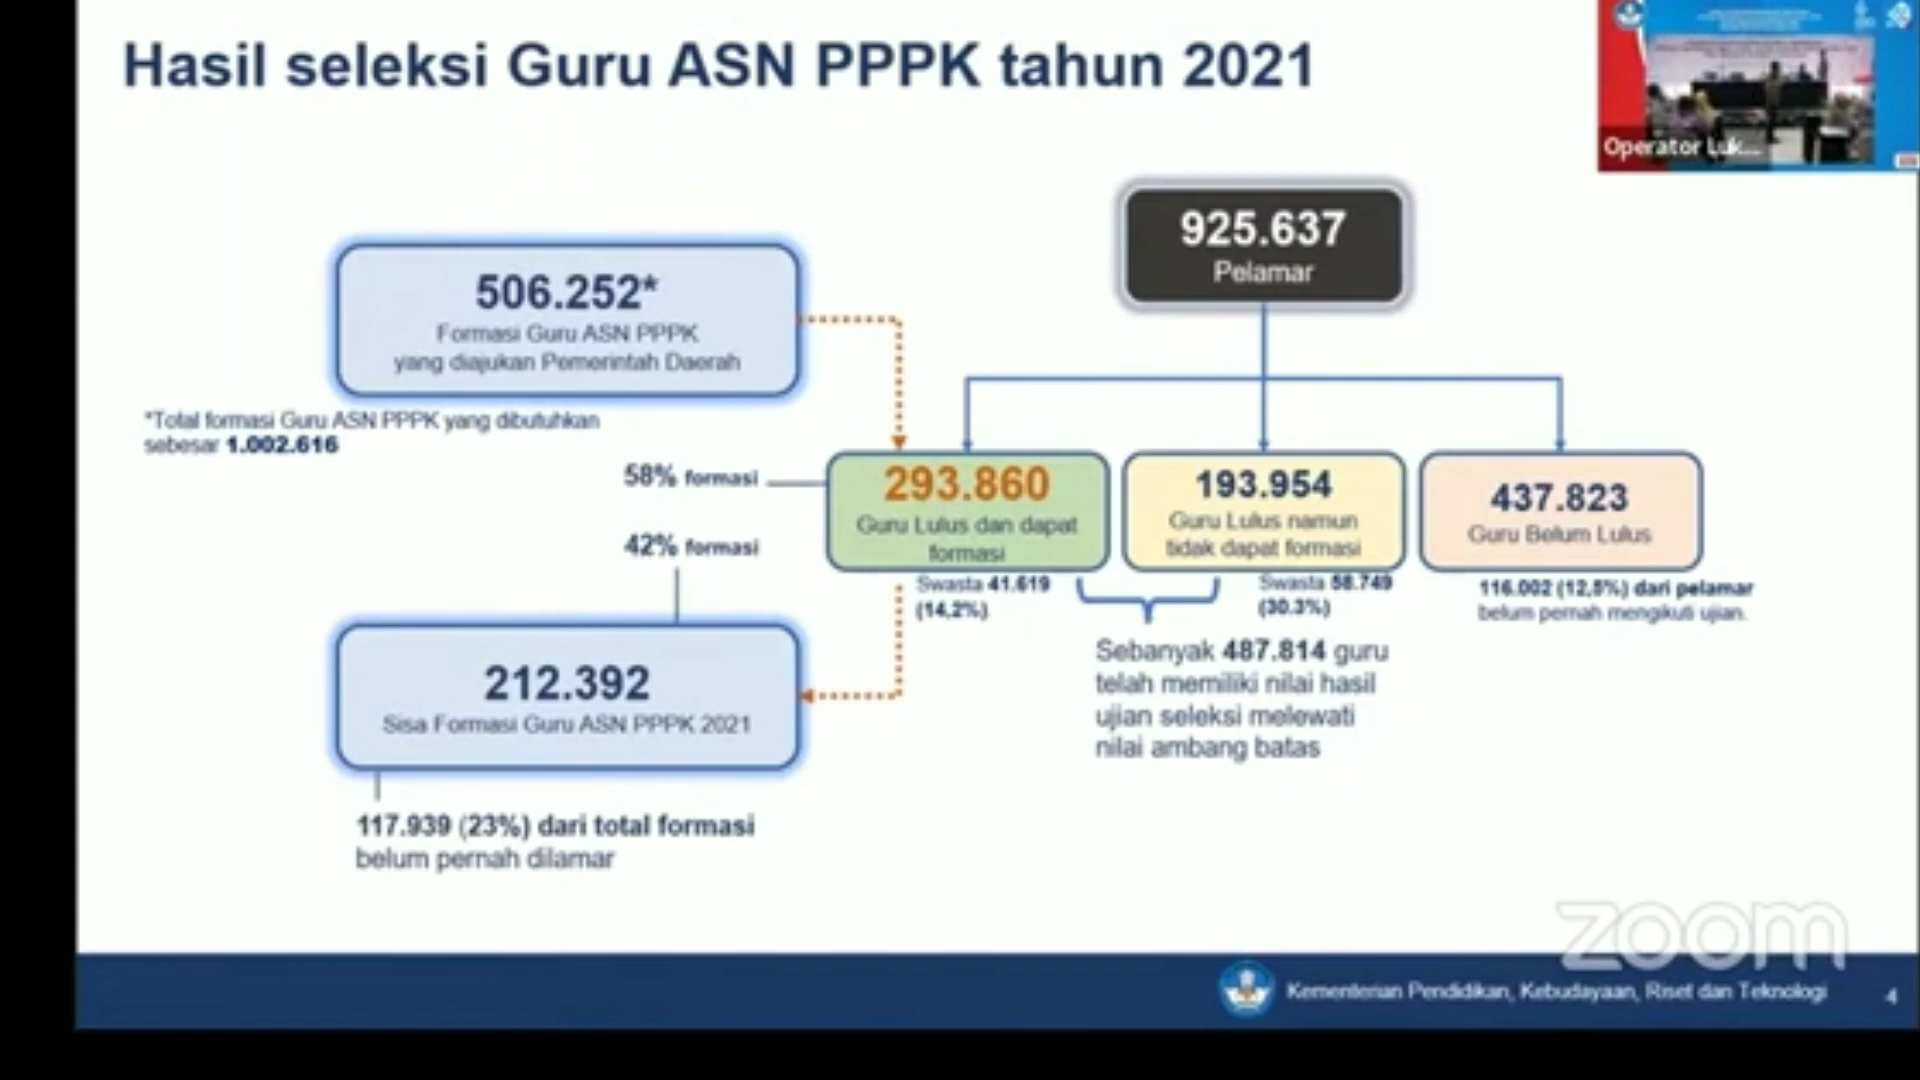 Hasil seleksi Guru ASN PPPK tahun 2021
Operator Luk...
925.637
Pelamar
506.252*
Formasi Guru ASN PPPK
yang diajukan Pemerintah Daerah
*Total formasi Guru ASN PPPK yang dibutuhkan
sebesar 1.002.616
58% formasi
42% formasi
293.860
Guru Lulus dan dapat
formasi
Swasta 41.619
(14,2%)
193.954
Guru Lulus namun
tidak dapat formasi
Swasta 58.749
(30.3%)
437.823
Guru Belum Lulus
116.002 (12,5%) dari pelamar
belum pernah mengikuti ujian.
Sebanyak 487.814 guru
telah memiliki nilai hasil
ujian seleksi melewati
nilai ambang batas
212.392
Sisa Formasi Guru ASN PPPK 2021
117.939 (23%) dari total formasi
belum pernah dilamar
zoom
Kementerian Pendidikan, Kebudayaan, Riset dan Teknologi
4